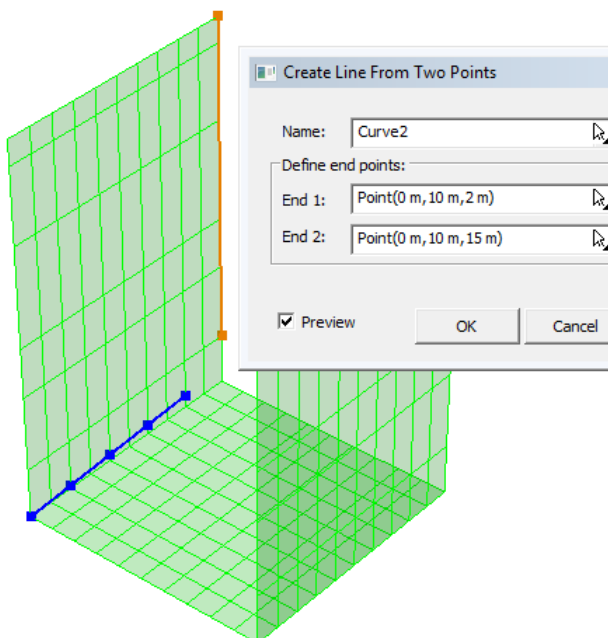 Create Line From Two Points
Name: Curve2
Define end points:
End 1: Point(0 m,10 m,2 m)
End 2: Point(0 m,10 m,15 m)
Preview OK Cancel